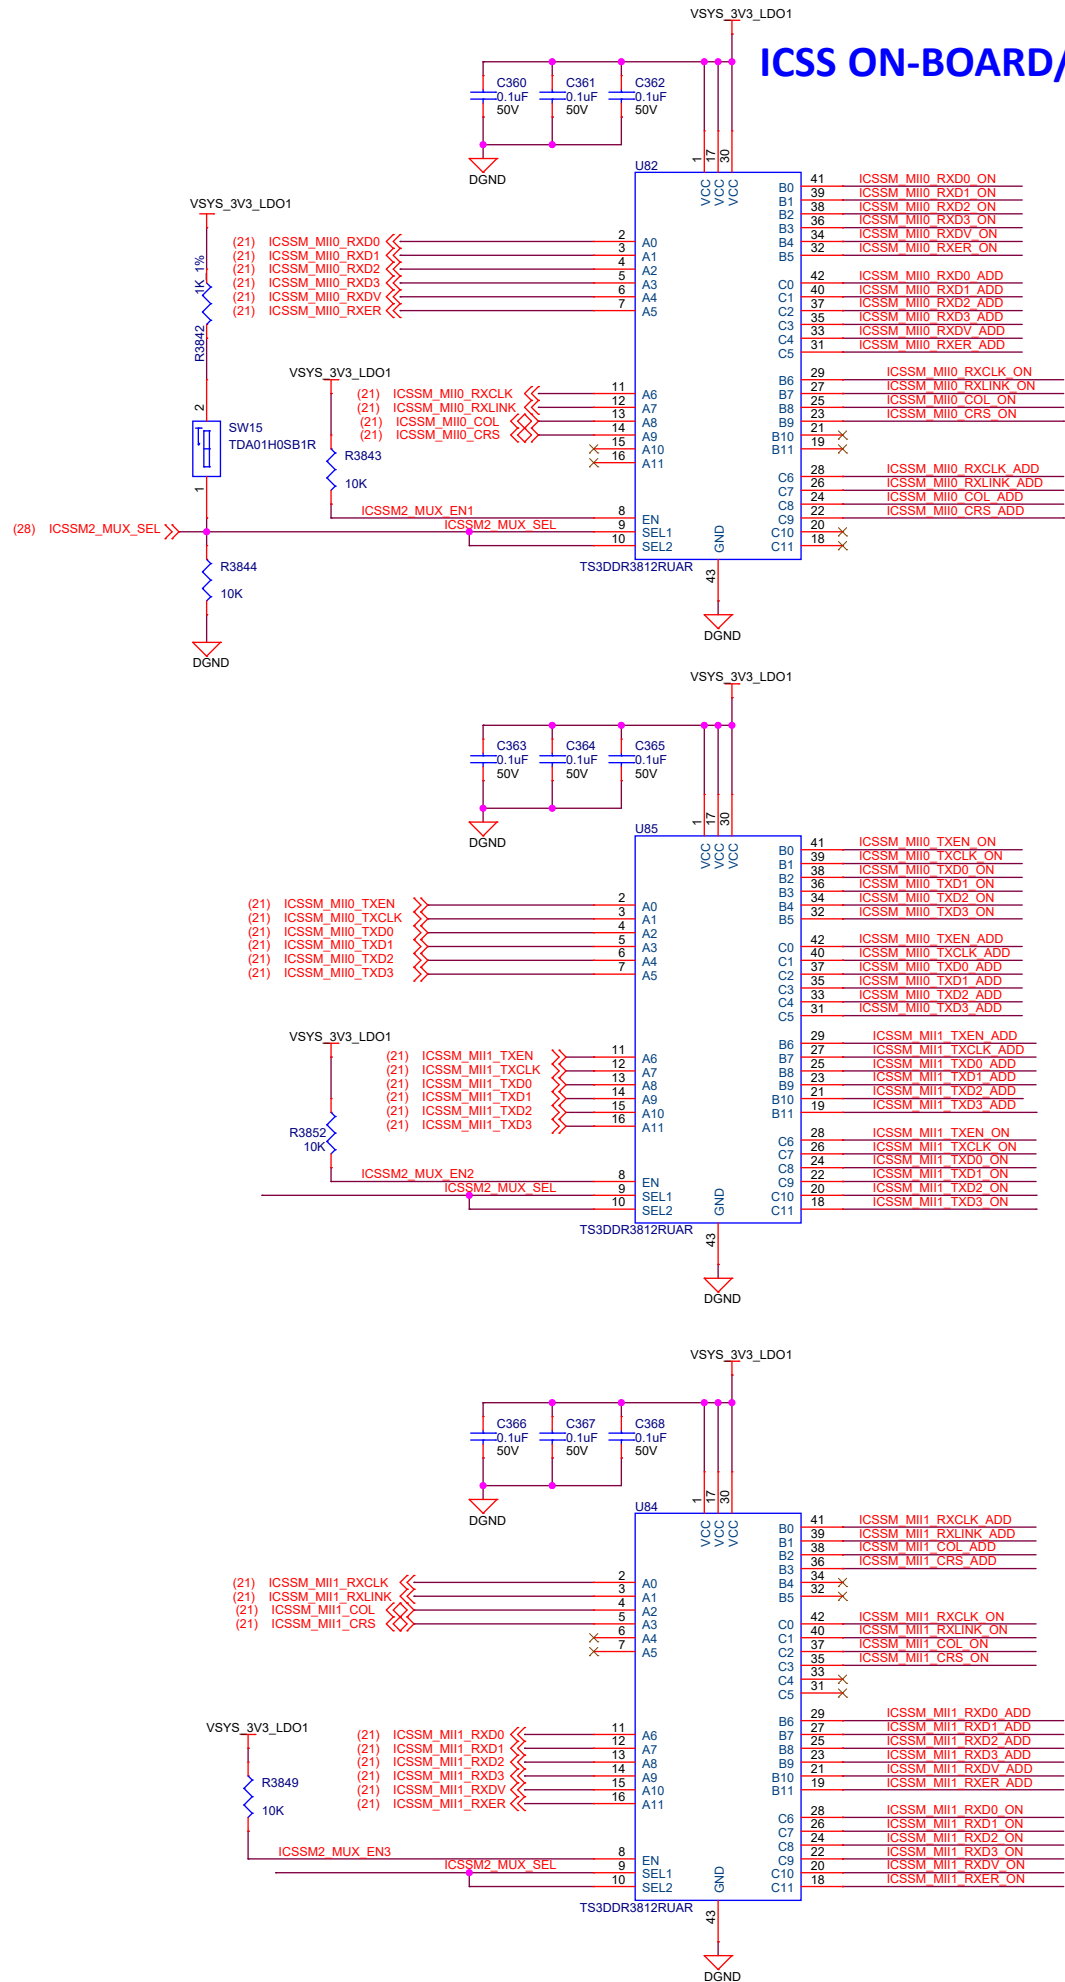 VSYS_3V3_LDO1
ICSS ON-BOARD/
C360
0.1uF
50V
C361
0.1uF
50V
C362
0.1uF
50V
DGND
U82
1
17
30
VCC
VCC
VCC
VSYS_3V3_LDO1
1K 1%
R3842
2
SW15
TDA01H0SB1R
1
(28) ICSSM2_MUX_SEL
R3844
10K
DGND
(21) ICSSM_MII0_RXD0 2 A0
(21) ICSSM_MII0_RXD1 3 A1
(21) ICSSM_MII0_RXD2 4 A2
(21) ICSSM_MII0_RXD3 5 A3
(21) ICSSM_MII0_RXDV 6 A4
(21) ICSSM_MII0_RXER 7 A5
VSYS_3V3_LDO1
R3843
10K
(21) ICSSM_MII0_RXCLK 11 A6
(21) ICSSM_MII0_RXLINK 12 A7
(21) ICSSM_MII0_COL 13 A8
(21) ICSSM_MII0_CRS 14 A9
15 A10
16 A11
ICSSM2_MUX_EN1 8 EN
ICSSM2_MUX_SEL 9 SEL1
10 SEL2
B0 41 ICSSM_MII0_RXD0_ON
B1 39 ICSSM_MII0_RXD1_ON
B2 38 ICSSM_MII0_RXD2_ON
B3 36 ICSSM_MII0_RXD3_ON
B4 34 ICSSM_MII0_RXDV_ON
B5 32 ICSSM_MII0_RXER_ON
C0 42 ICSSM_MII0_RXD0_ADD
C1 40 ICSSM_MII0_RXD1_ADD
C2 37 ICSSM_MII0_RXD2_ADD
C3 35 ICSSM_MII0_RXD3_ADD
C4 33 ICSSM_MII0_RXDV_ADD
C5 31 ICSSM_MII0_RXER_ADD
B6 29 ICSSM_MII0_RXCLK_ON
B7 27 ICSSM_MII0_RXLINK_ON
B8 25 ICSSM_MII0_COL_ON
B9 23 ICSSM_MII0_CRS_ON
B10 21
B11 19
C6 28 ICSSM_MII0_RXCLK_ADD
C7 26 ICSSM_MII0_RXLINK_ADD
C8 24 ICSSM_MII0_COL_ADD
C9 22 ICSSM_MII0_CRS_ADD
C10 20
C11 18
GND
TS3DDR3812RUAR
43
DGND
VSYS_3V3_LDO1
C363
0.1uF
50V
C364
0.1uF
50V
C365
0.1uF
50V
DGND
U85
1
17
30
VCC
VCC
VCC
(21) ICSSM_MII0_TXEN 2 A0
(21) ICSSM_MII0_TXCLK 3 A1
(21) ICSSM_MII0_TXD0 4 A2
(21) ICSSM_MII0_TXD1 5 A3
(21) ICSSM_MII0_TXD2 6 A4
(21) ICSSM_MII0_TXD3 7 A5
VSYS_3V3_LDO1
R3852
10K
(21) ICSSM_MII1_TXEN 11 A6
(21) ICSSM_MII1_TXCLK 12 A7
(21) ICSSM_MII1_TXD0 13 A8
(21) ICSSM_MII1_TXD1 14 A9
(21) ICSSM_MII1_TXD2 15 A10
(21) ICSSM_MII1_TXD3 16 A11
ICSSM2_MUX_EN2 8 EN
ICSSM2_MUX_SEL 9 SEL1
10 SEL2
B0 41 ICSSM_MII0_TXEN_ON
B1 39 ICSSM_MII0_TXCLK_ON
B2 38 ICSSM_MII0_TXD0_ON
B3 36 ICSSM_MII0_TXD1_ON
B4 34 ICSSM_MII0_TXD2_ON
B5 32 ICSSM_MII0_TXD3_ON
C0 42 ICSSM_MII0_TXEN_ADD
C1 40 ICSSM_MII0_TXCLK_ADD
C2 37 ICSSM_MII0_TXD0_ADD
C3 35 ICSSM_MII0_TXD1_ADD
C4 33 ICSSM_MII0_TXD2_ADD
C5 31 ICSSM_MII0_TXD3_ADD
B6 29 ICSSM_MII1_TXEN_ADD
B7 27 ICSSM_MII1_TXCLK_ADD
B8 25 ICSSM_MII1_TXD0_ADD
B9 23 ICSSM_MII1_TXD1_ADD
B10 21 ICSSM_MII1_TXD2_ADD
B11 19 ICSSM_MII1_TXD3_ADD
C6 28 ICSSM_MII1_TXEN_ON
C7 26 ICSSM_MII1_TXCLK_ON
C8 24 ICSSM_MII1_TXD0_ON
C9 22 ICSSM_MII1_TXD1_ON
C10 20 ICSSM_MII1_TXD2_ON
C11 18 ICSSM_MII1_TXD3_ON
GND
TS3DDR3812RUAR
43
DGND
VSYS_3V3_LDO1
C366
0.1uF
50V
C367
0.1uF
50V
C368
0.1uF
50V
DGND
U84
1
17
30
VCC
VCC
VCC
(21) ICSSM_MII1_RXCLK 2 A0
(21) ICSSM_MII1_RXLINK 3 A1
(21) ICSSM_MII1_COL 4 A2
(21) ICSSM_MII1_CRS 5 A3
6 A4
7 A5
VSYS_3V3_LDO1
R3849
10K
(21) ICSSM_MII1_RXD0 11 A6
(21) ICSSM_MII1_RXD1 12 A7
(21) ICSSM_MII1_RXD2 13 A8
(21) ICSSM_MII1_RXD3 14 A9
(21) ICSSM_MII1_RXDV 15 A10
(21) ICSSM_MII1_RXER 16 A11
ICSSM2_MUX_EN3 8 EN
ICSSM2_MUX_SEL 9 SEL1
10 SEL2
B0 41 ICSSM_MII1_RXCLK_ADD
B1 39 ICSSM_MII1_RXLINK_ADD
B2 38 ICSSM_MII1_COL_ADD
B3 36 ICSSM_MII1_CRS_ADD
B4 34
B5 32
C0 42 ICSSM_MII1_RXCLK_ON
C1 40 ICSSM_MII1_RXLINK_ON
C2 37 ICSSM_MII1_COL_ON
C3 35 ICSSM_MII1_CRS_ON
C4 33
C5 31
B6 29 ICSSM_MII1_RXD0_ADD
B7 27 ICSSM_MII1_RXD1_ADD
B8 25 ICSSM_MII1_RXD2_ADD
B9 23 ICSSM_MII1_RXD3_ADD
B10 21 ICSSM_MII1_RXDV_ADD
B11 19 ICSSM_MII1_RXER_ADD
C6 28 ICSSM_MII1_RXD0_ON
C7 26 ICSSM_MII1_RXD1_ON
C8 24 ICSSM_MII1_RXD2_ON
C9 22 ICSSM_MII1_RXD3_ON
C10 20 ICSSM_MII1_RXDV_ON
C11 18 ICSSM_MII1_RXER_ON
GND
TS3DDR3812RUAR
43
DGND